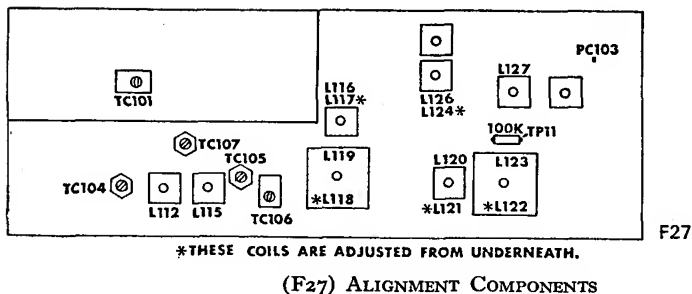 PC103
L127
TC101
L116
L117*
L126
L124*
100K
TP11
TC107
TC105
L119
L120
L123
TC104
L112
L115
TC106
*L118
*L121
*L122
F27
*THESE COILS ARE ADJUSTED FROM UNDERNEATH.
(F27) ALIGNMENT COMPONENTS